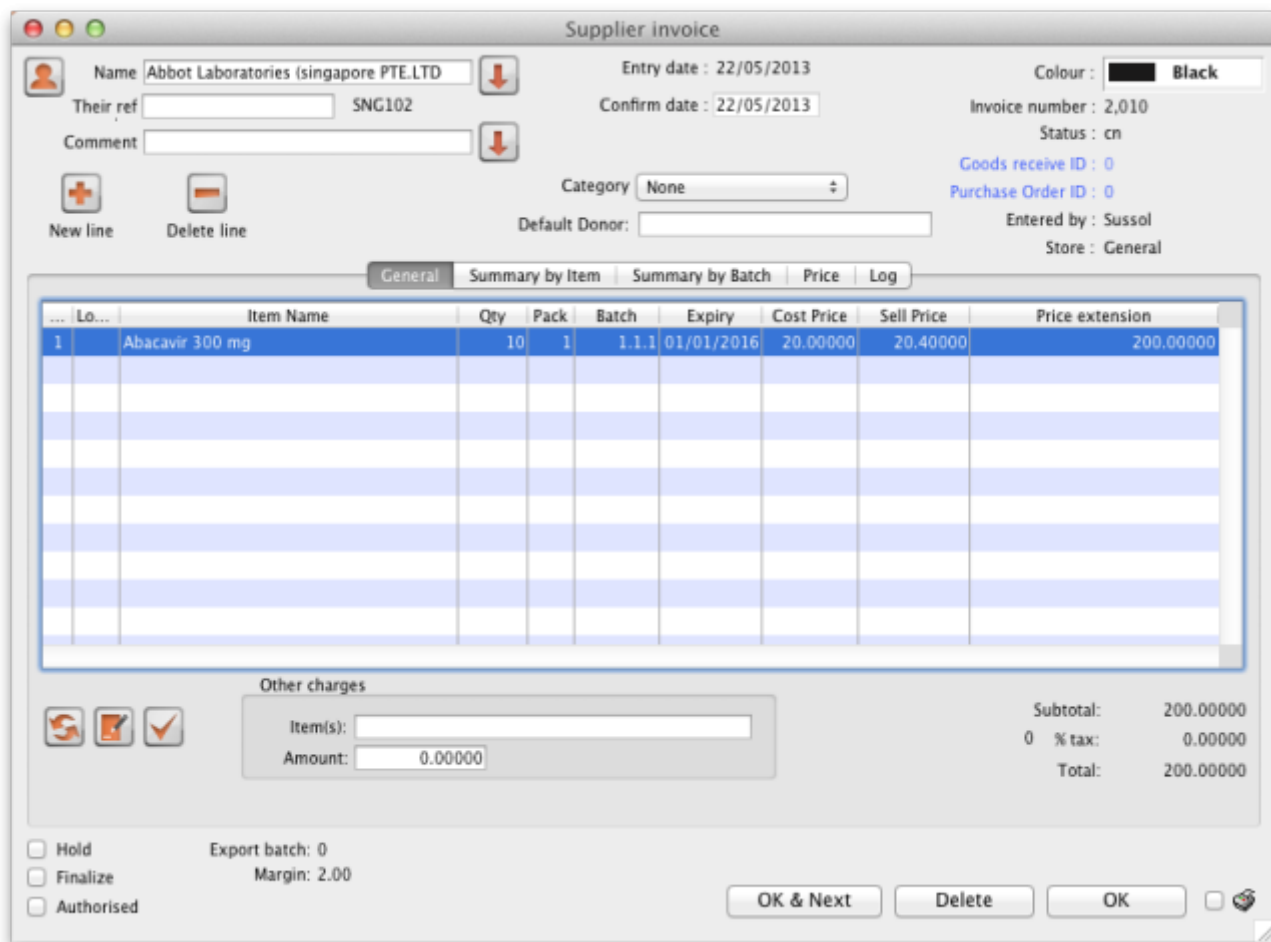 Supplier invoice
Name Abbot Laboratories (singapore PTE.LTD Entry date : 22/05/2013 Colour : Black
Their ref SNG102 Confirm date : 22/05/2013 Invoice number : 2,010
Comment Status : cn
Goods receive ID : 0
Category None Purchase Order ID : 0
New line Delete line Default Donor: Entered by : Sussol
Store : General
General Summary by Item Summary by Batch Price Log
... Lo... Item Name Qty Pack Batch Expiry Cost Price Sell Price Price extension
1 Abacavir 300 mg 10 1 1.1.1 01/01/2016 20.00000 20.40000 200.00000
Other charges
Item(s): Subtotal: 200.00000
Amount: 0.00000 0 % tax: 0.00000
Total: 200.00000
Hold Export batch: 0
Finalize Margin: 2.00
Authorised OK & Next Delete OK